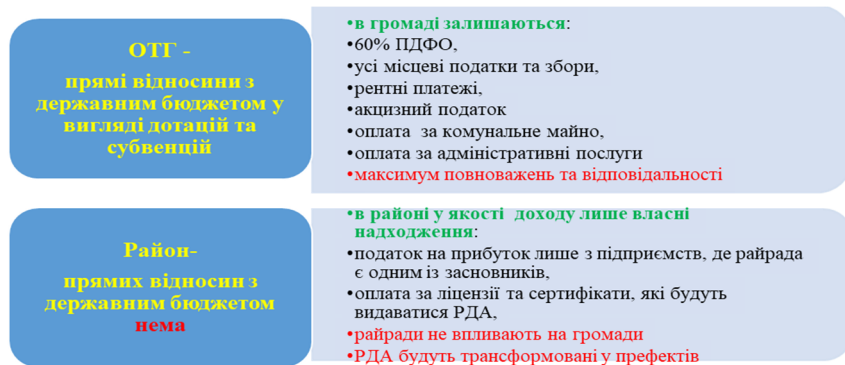 ОТГ -
прямі відносини з
державним бюджетом у
вигляді дотацій та
субвенцій
•в громаді залишаються:
•60% ПДФО,
•усі місцеві податки та збори,
•рентні платежі,
•акцизний податок
•оплата за комунальне майно,
•оплата за адміністративні послуги
•максимум повноважень та відповідальності
Район-
прямих відносин з
державним бюджетом
нема
•в районі у якості доходу лише власні
надходження:
•податок на прибуток лише з підприємств, де райрада
є одним із засновників,
•оплата за ліцензії та сертифікати, які будуть
видаватися РДА,
•райради не впливають на громади
•РДА будуть трансформовані у префектів